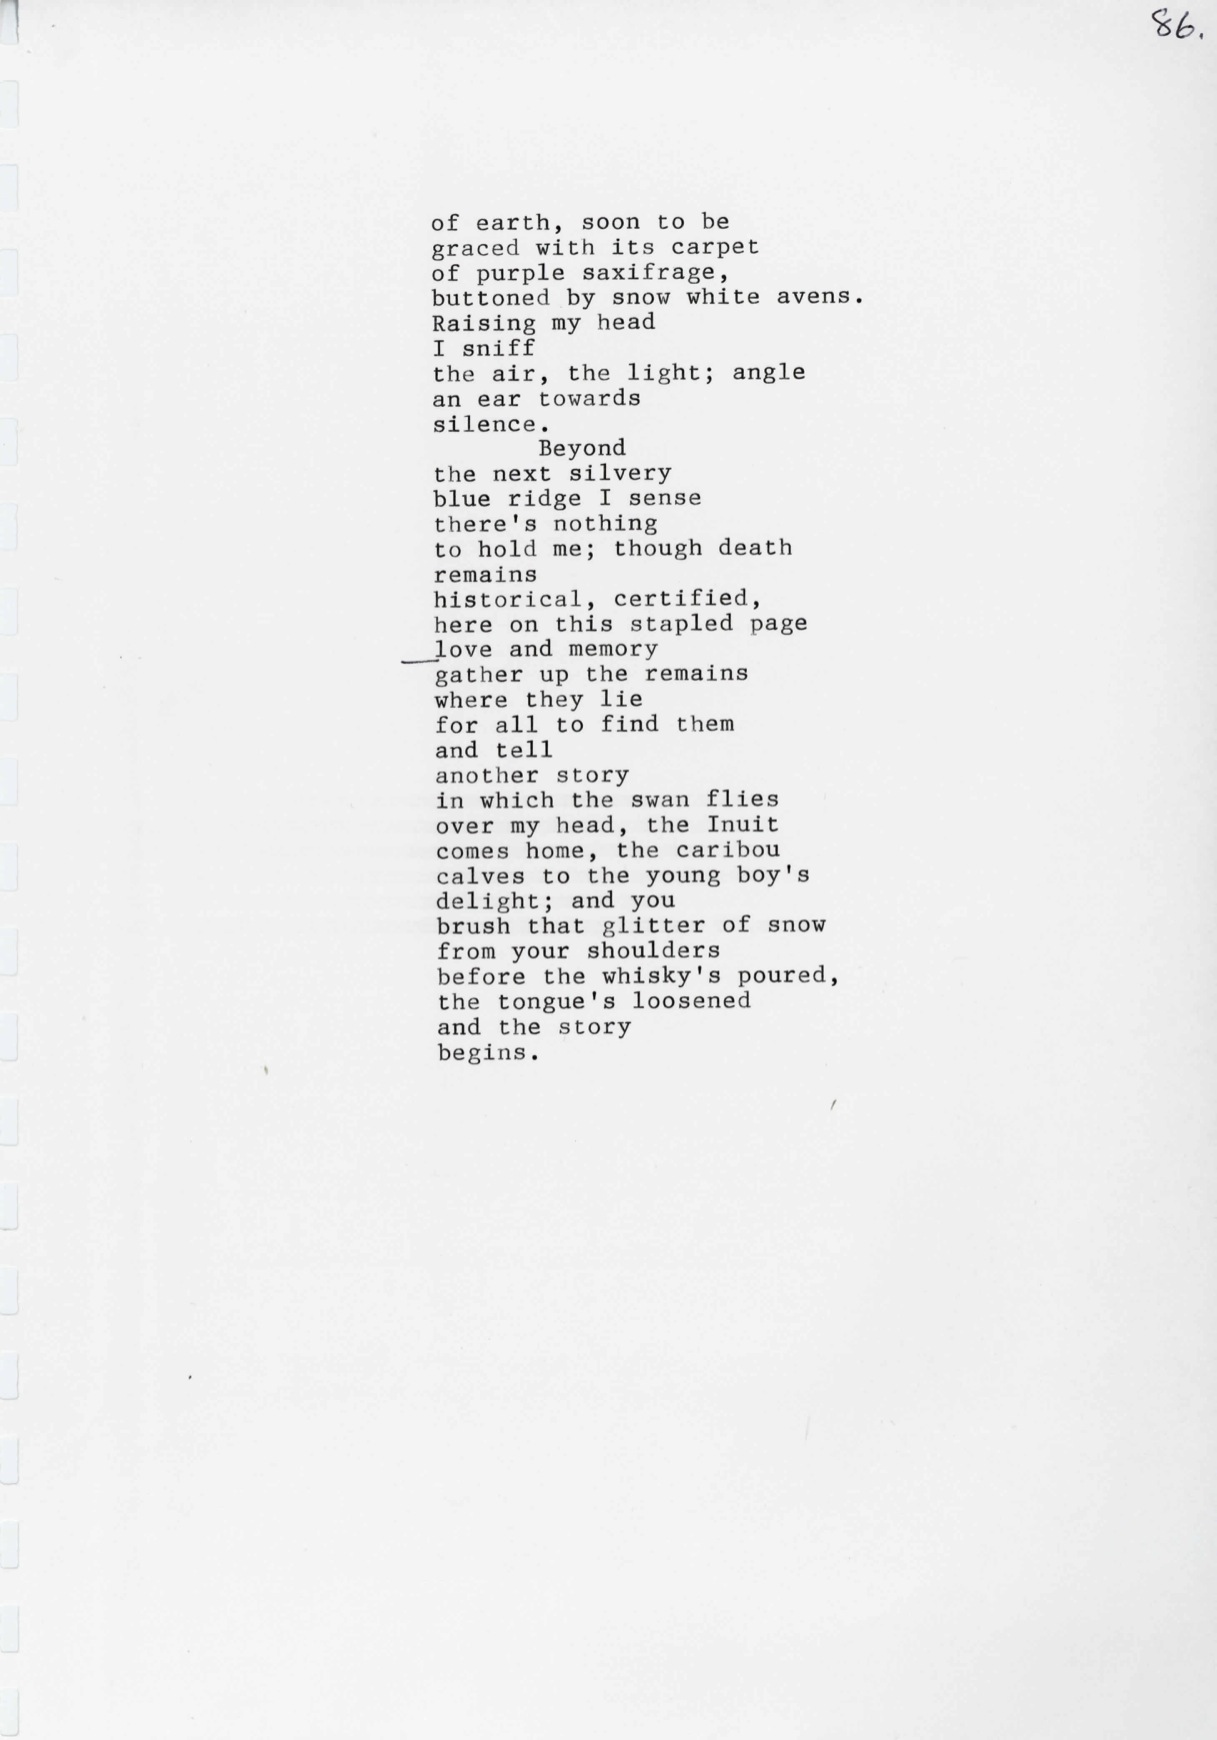 86.
of earth, soon to be
graced with its carpet
of purple saxifrage,
buttoned by snow white avens.
Raising my head
I sniff
the air, the light; angle
an ear towards
silence.
       Beyond
the next silvery
blue ridge I sense
there's nothing
to hold me; though death
remains
historical, certified,
here on this stapled page
love and memory
gather up the remains
where they lie
for all to find them
and tell
another story
in which the swan flies
over my head, the Inuit
comes home, the caribou
calves to the young boy's
delight; and you
brush that glitter of snow
from your shoulders
before the whisky's poured,
the tongue's loosened
and the story
begins.